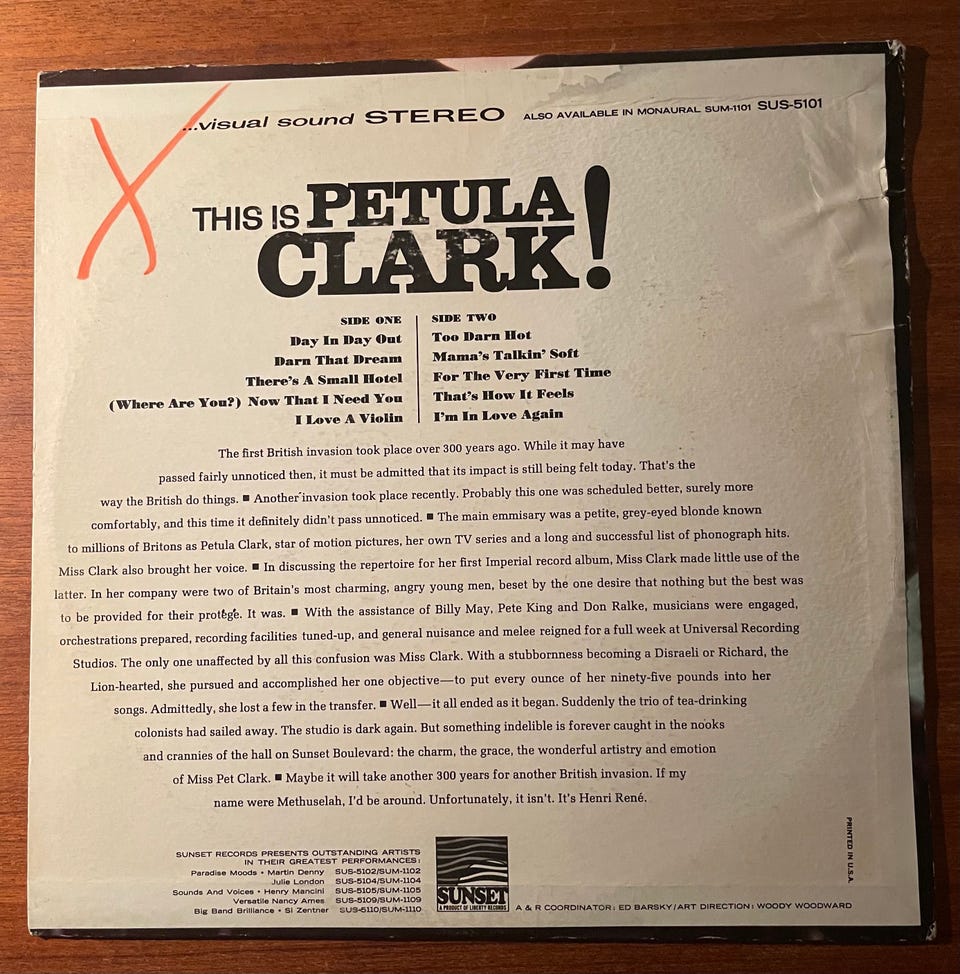 ...visual sound STEREO ALSO AVAILABLE IN MONAURAL SUM-1101 SUS-5101
THIS IS PETULA
CLARK!
SIDE ONE
Day In Day Out
Darn That Dream
There's A Small Hotel
(Where Are You?) Now That I Need You
I Love A Violin
SIDE TWO
Too Darn Hot
Mama's Talkin' Soft
For The Very First Time
That's How It Feels
I'm In Love Again
The first British invasion took place over 300 years ago. While it may have
passed fairly unnoticed then, it must be admitted that its impact is still being felt today. That's the
way the British do things. ■ Another invasion took place recently. Probably this one was scheduled better, surely more
comfortably, and this time it definitely didn't pass unnoticed. ■ The main emmisary was a petite, grey-eyed blonde known
to millions of Britons as Petula Clark, star of motion pictures, her own TV series and a long and successful list of phonograph hits.
Miss Clark also brought her voice. ■ In discussing the repertoire for her first Imperial record album, Miss Clark made little use of the
latter. In her company were two of Britain's most charming, angry young men, beset by the one desire that nothing but the best was
to be provided for their protégé. It was. ■ With the assistance of Billy May, Pete King and Don Ralke, musicians were engaged,
orchestrations prepared, recording facilities tuned-up, and general nuisance and melee reigned for a full week at Universal Recording
Studios. The only one unaffected by all this confusion was Miss Clark. With a stubbornness becoming a Disraeli or Richard, the
Lion-hearted, she pursued and accomplished her one objective—to put every ounce of her ninety-five pounds into her
songs. Admittedly, she lost a few in the transfer. ■ Well—it all ended as it began. Suddenly the trio of tea-drinking
colonists had sailed away. The studio is dark again. But something indelible is forever caught in the nooks
and crannies of the hall on Sunset Boulevard: the charm, the grace, the wonderful artistry and emotion
of Miss Pet Clark. ■ Maybe it will take another 300 years for another British invasion. If my
name were Methuselah, I'd be around. Unfortunately, it isn't. It's Henri René.
SUNSET RECORDS PRESENTS OUTSTANDING ARTISTS
IN THEIR GREATEST PERFORMANCES:
Paradise Moods • Martin Denny SUS-5102/SUM-1102
Julie London SUS-5104/SUM-1104
Sounds And Voices • Henry Mancini SUS-5105/SUM-1105
Versatile Nancy Ames SUS-5109/SUM-1109
Big Band Brilliance • Si Zentner SUS-5110/SUM-1110
SUNSET
A PRODUCT OF LIBERTY RECORDS
A & R COORDINATOR: ED BARSKY/ART DIRECTION: WOODY WOODWARD
PRINTED IN U.S.A.